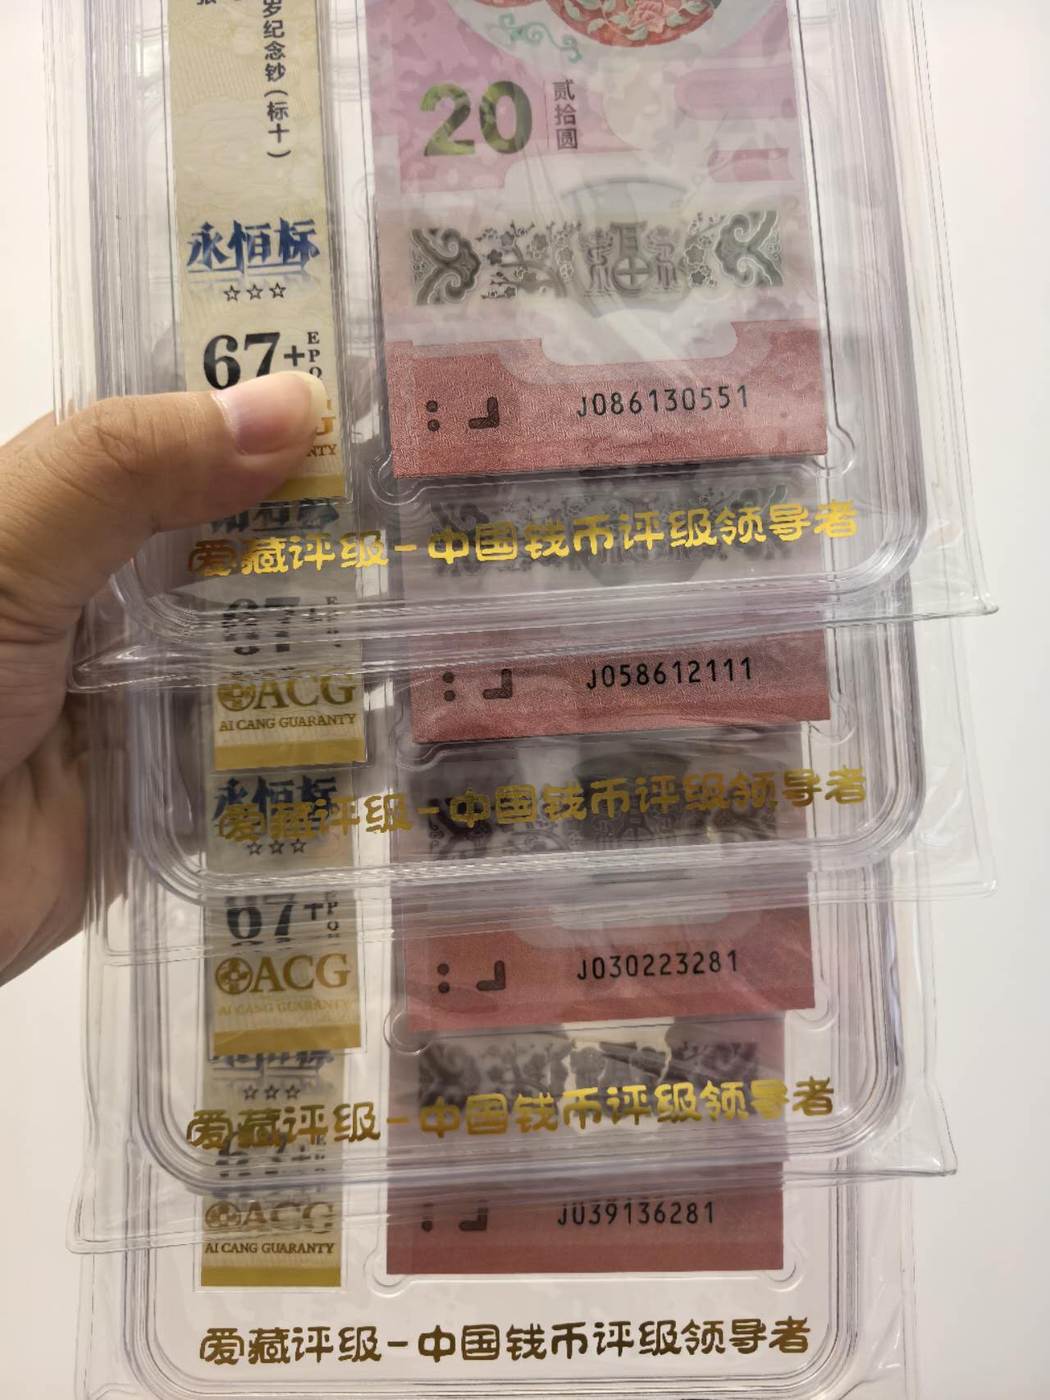 岁纪念钞(标十)
20
贰拾圆
永恒标
☆☆☆
67+
EPQ
J086130551
爱藏评级-中国钱币评级领导者
67+
ACG
AI CANG GUARANTY
J058612111
永恒标
爱藏评级-中国钱币评级领导者
☆☆☆
67+
EPQ
ACG
AI CANG GUARANTY
J030223281
☆☆☆
爱藏评级-中国钱币评级领导者
ACG
AI CANG GUARANTY
J039136281
爱藏评级-中国钱币评级领导者